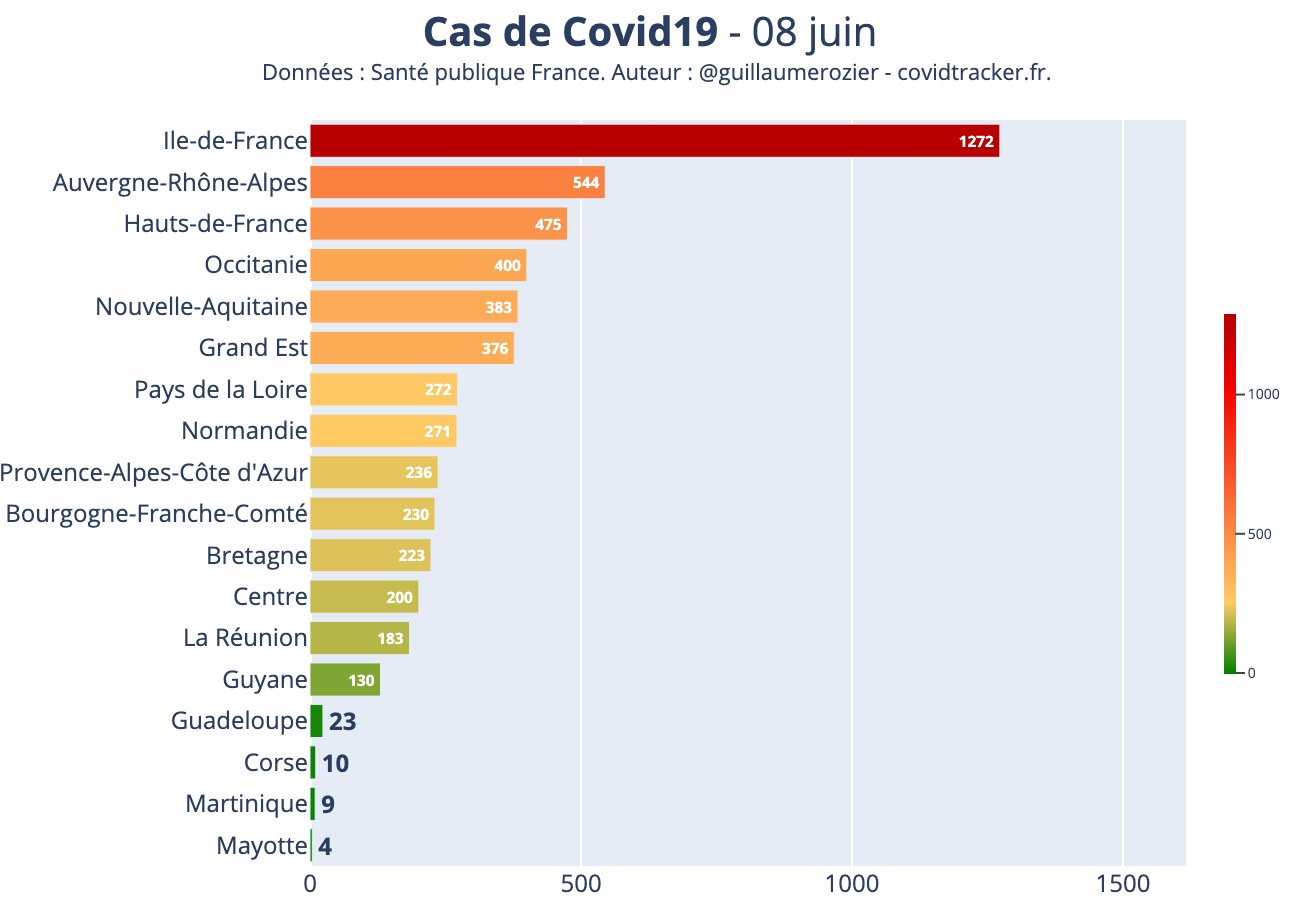 Cas de Covid19 - 08 juin
Données : Santé publique France. Auteur : @guillaumerozier - covidtracker.fr.
Ile-de-France 1272
Auvergne-Rhône-Alpes 544
Hauts-de-France 475
Occitanie 400
Nouvelle-Aquitaine 383
Grand Est 376
Pays de la Loire 272
Normandie 271
Provence-Alpes-Côte d'Azur 236
Bourgogne-Franche-Comté 230
Bretagne 223
Centre 200
La Réunion 183
Guyane 130
Guadeloupe 23
Corse 10
Martinique 9
Mayotte 4
0 500 1000 1500
1000
500
0